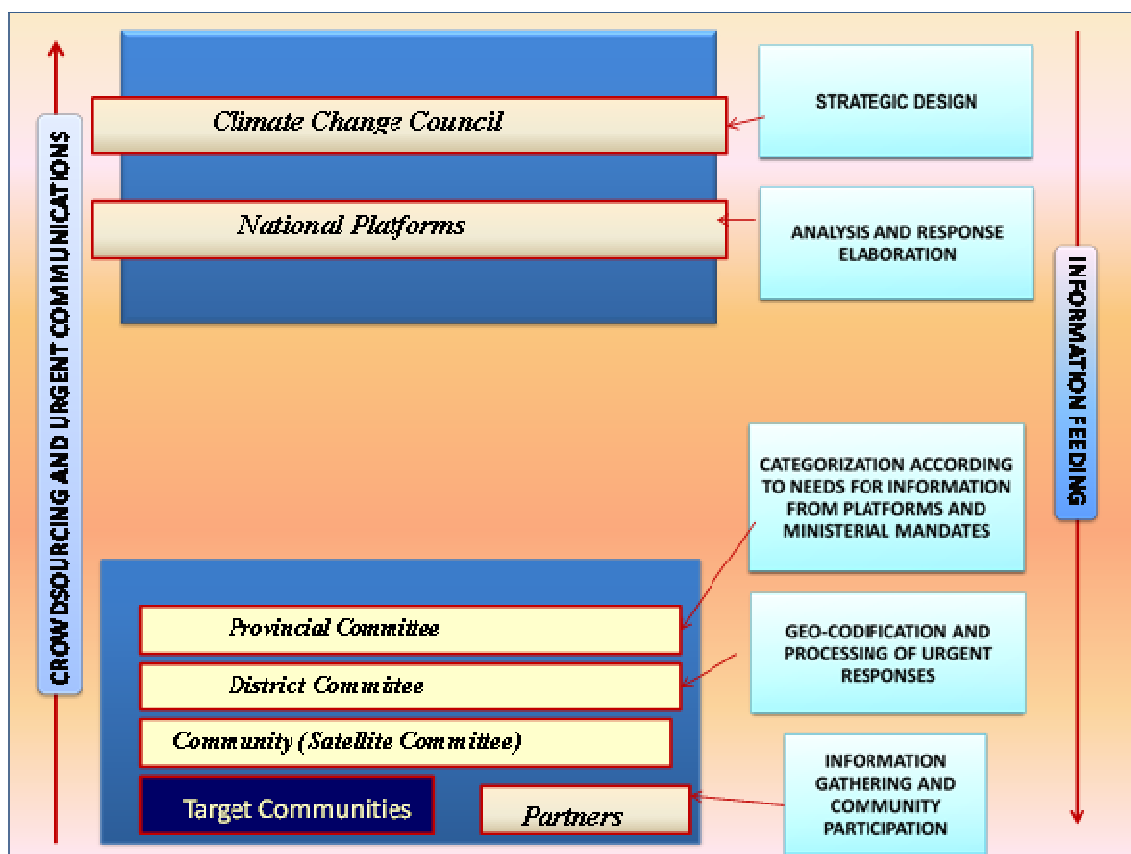 CROWDSOURCING AND URGENT COMMUNICATIONS
Climate Change Council
STRATEGIC DESIGN
National Platforms
ANALYSIS AND RESPONSE
ELABORATION
INFORMATION FEEDING
CATEGORIZATION ACCORDING
TO NEEDS FOR INFORMATION
FROM PLATFORMS AND
MINISTERIAL MANDATES
Provincial Committee
GEO-CODIFICATION AND
PROCESSING OF URGENT
RESPONSES
District Committee
Community (Satellite Committee)
Target Communities
Partners
INFORMATION
GATHERING AND
COMMUNITY
PARTICIPATION